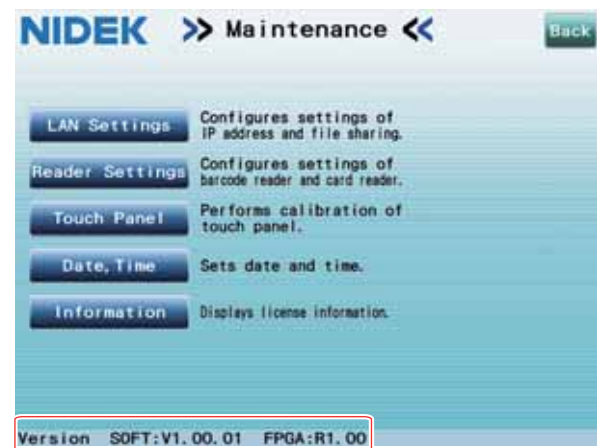 NIDEK >> Maintenance << Back
LAN Settings Configures settings of
IP address and file sharing.
Reader Settings Configures settings of
barcode reader and card reader.
Touch Panel Performs calibration of
touch panel.
Date,Time Sets date and time.
Information Displays license information.
Version SOFT:V1.00.01 FPGA:R1.00